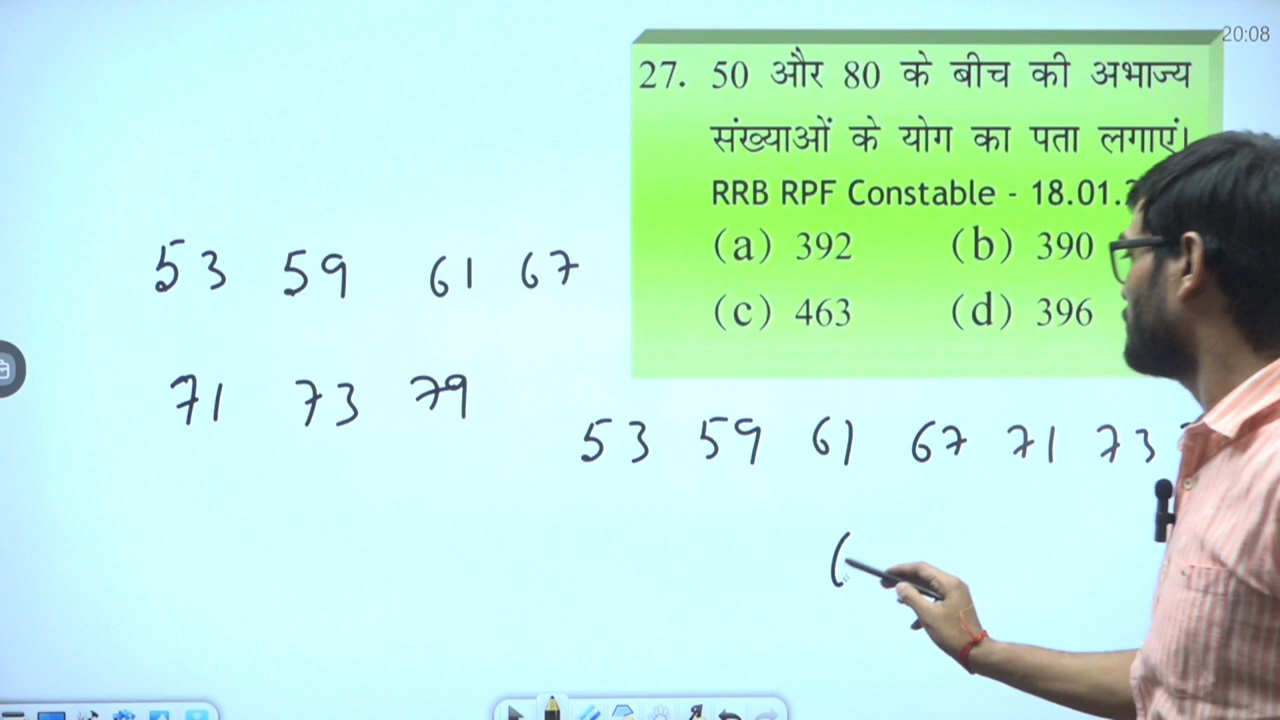 20:08
27. 50 और 80 के बीच की अभाज्य
संख्याओं के योग का पता लगाएं।
RRB RPF Constable - 18.01.
(a) 392 (b) 390
(c) 463 (d) 396
53 59 61 67
71 73 79
53 59 61 67 71 73
(